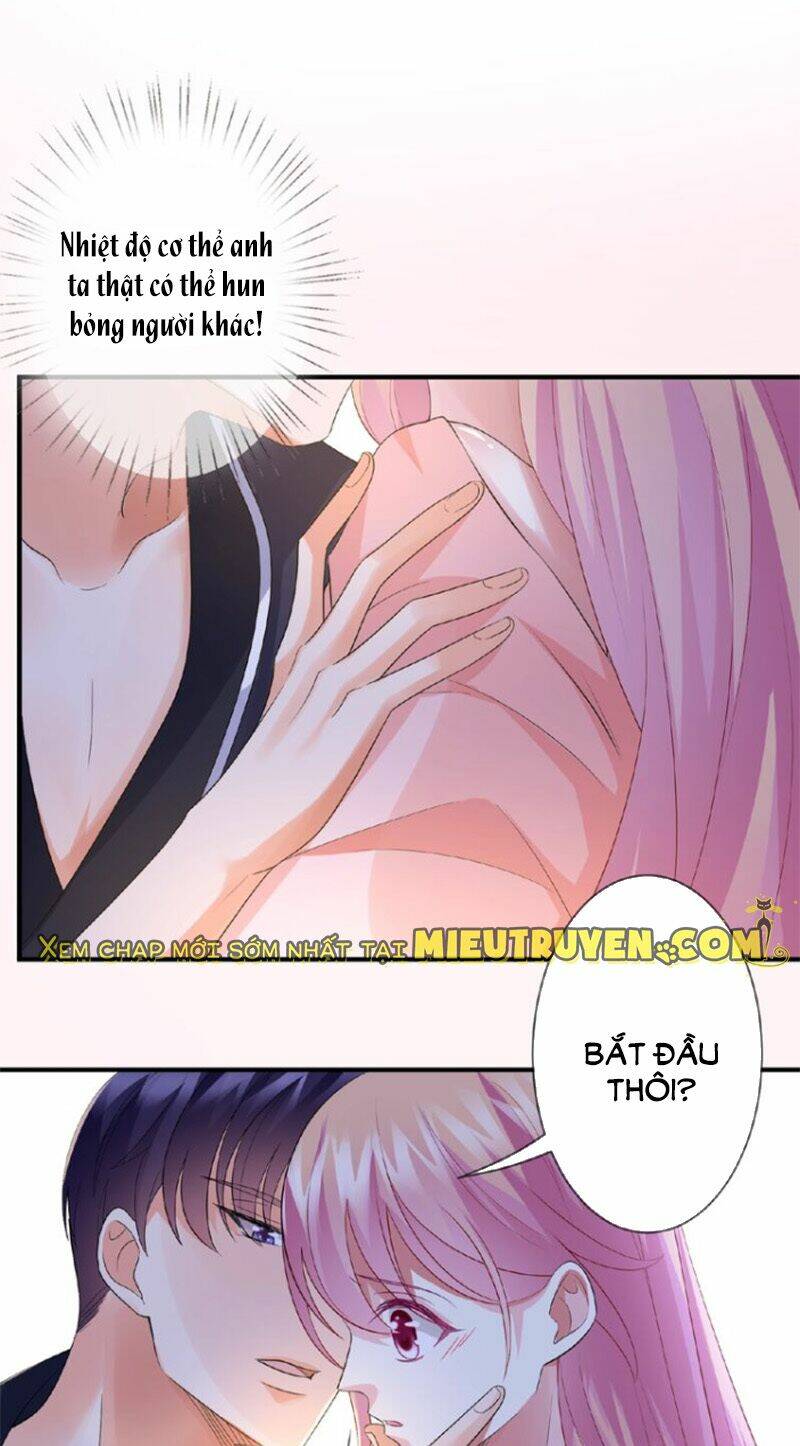 Nhiệt độ cơ thể anh
ta thật có thể hun
bỏng người khác!
XEM CHAP MỚI SỚM NHẤT TẠI MIEUTRUYEN.COM
BẮT ĐẦU
THÔI?